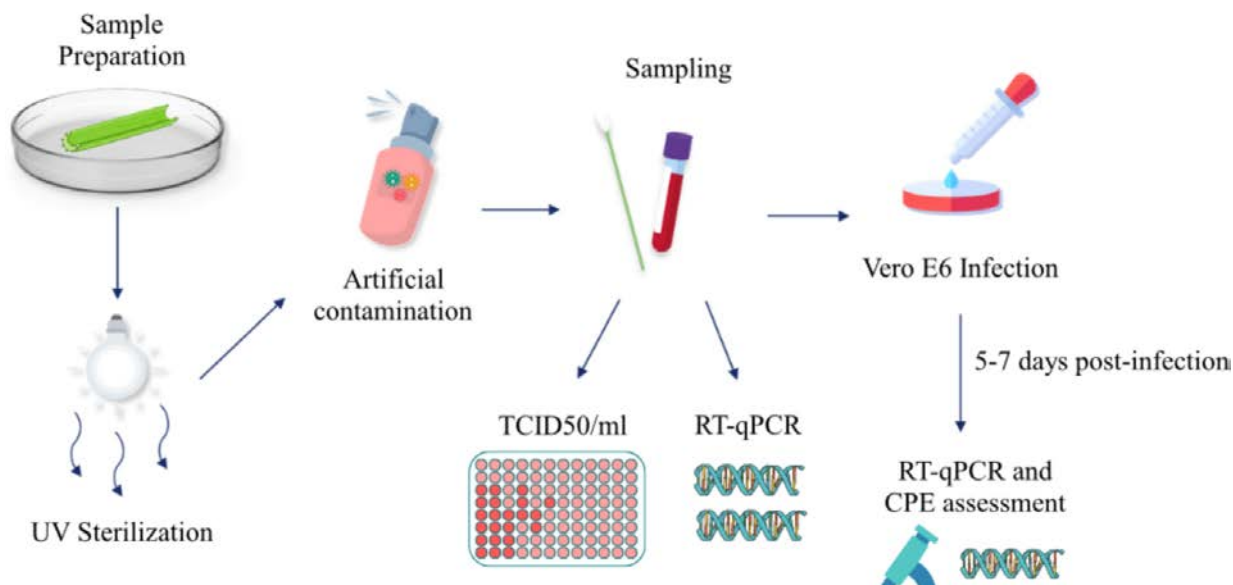 Sample
Preparation
UV Sterilization
Artificial
contamination
Sampling
TCID50/ml
RT-qPCR
Vero E6 Infection
5-7 days post-infection
RT-qPCR and
CPE assessment